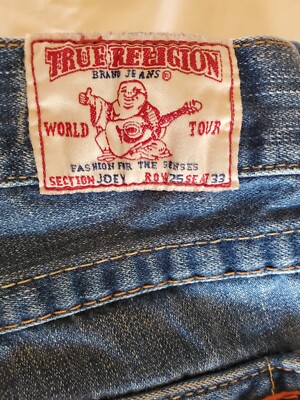 TRUE RELIGION
BRAND JEANS ®
WORLD TOUR
FASHION FOR THE SENSES
SECTION JOEY ROW 25 SEAT 33